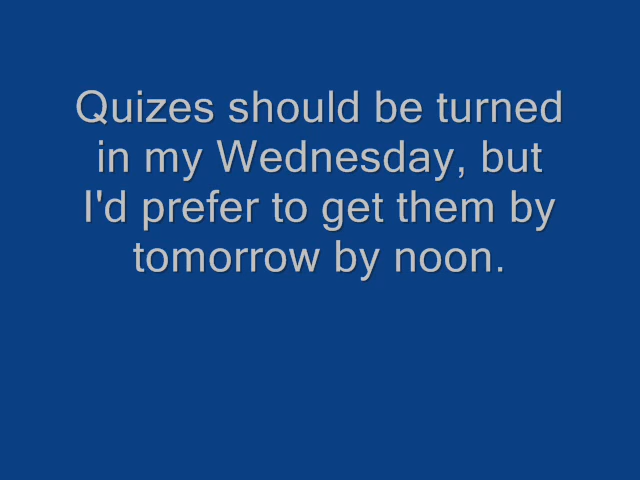 Quizes should be turned
in my Wednesday, but
I'd prefer to get them by
tomorrow by noon.